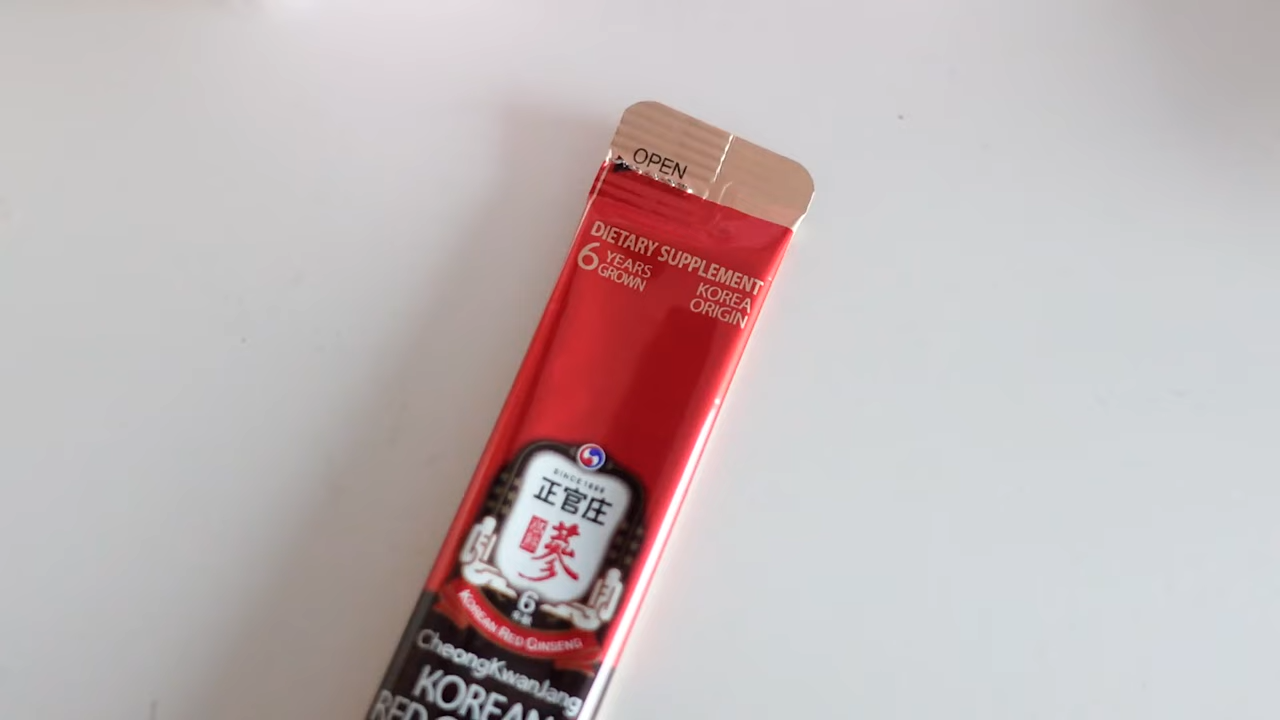 OPEN
DIETARY SUPPLEMENT
6 YEARS GROWN
KOREA ORIGIN
SINCE 1899
正官庄
蔘
6
KOREAN RED GINSENG
CheongKwanJang
KOREAN
RED